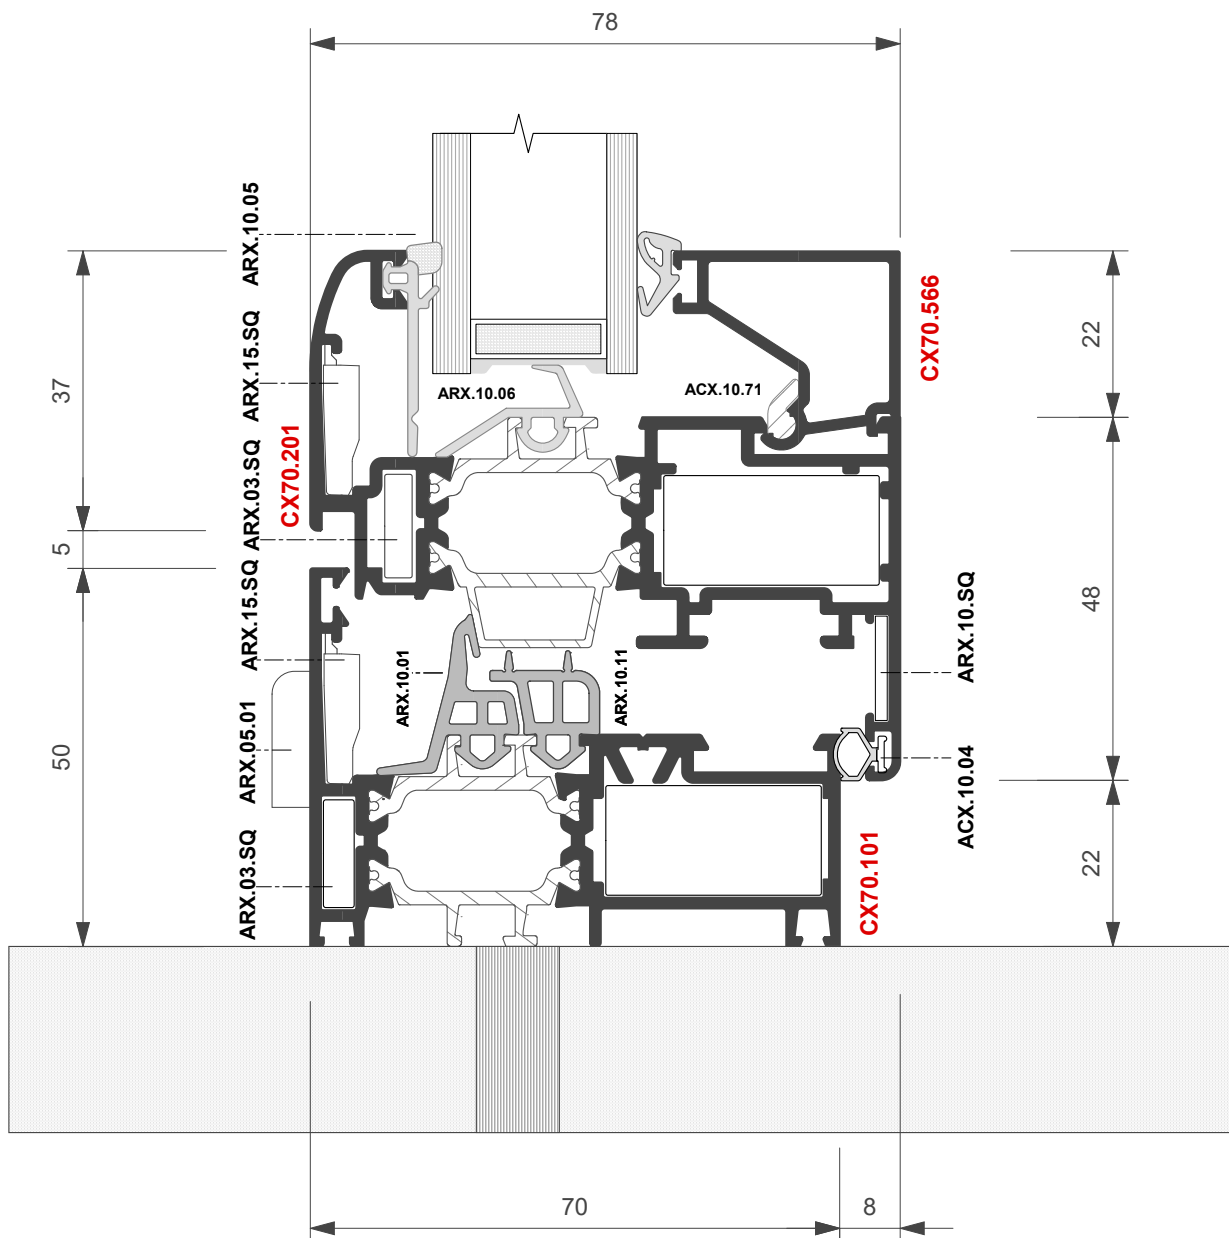 78
ARX.10.05
ARX.15.SQ
ARX.03.SQ
CX70.201
ARX.15.SQ
ARX.05.01
ARX.03.SQ
37
5
50
ARX.10.06
ACX.10.71
CX70.566
22
48
22
ARX.10.01
ARX.10.11
ARX.10.SQ
ACX.10.04
CX70.101
70
8